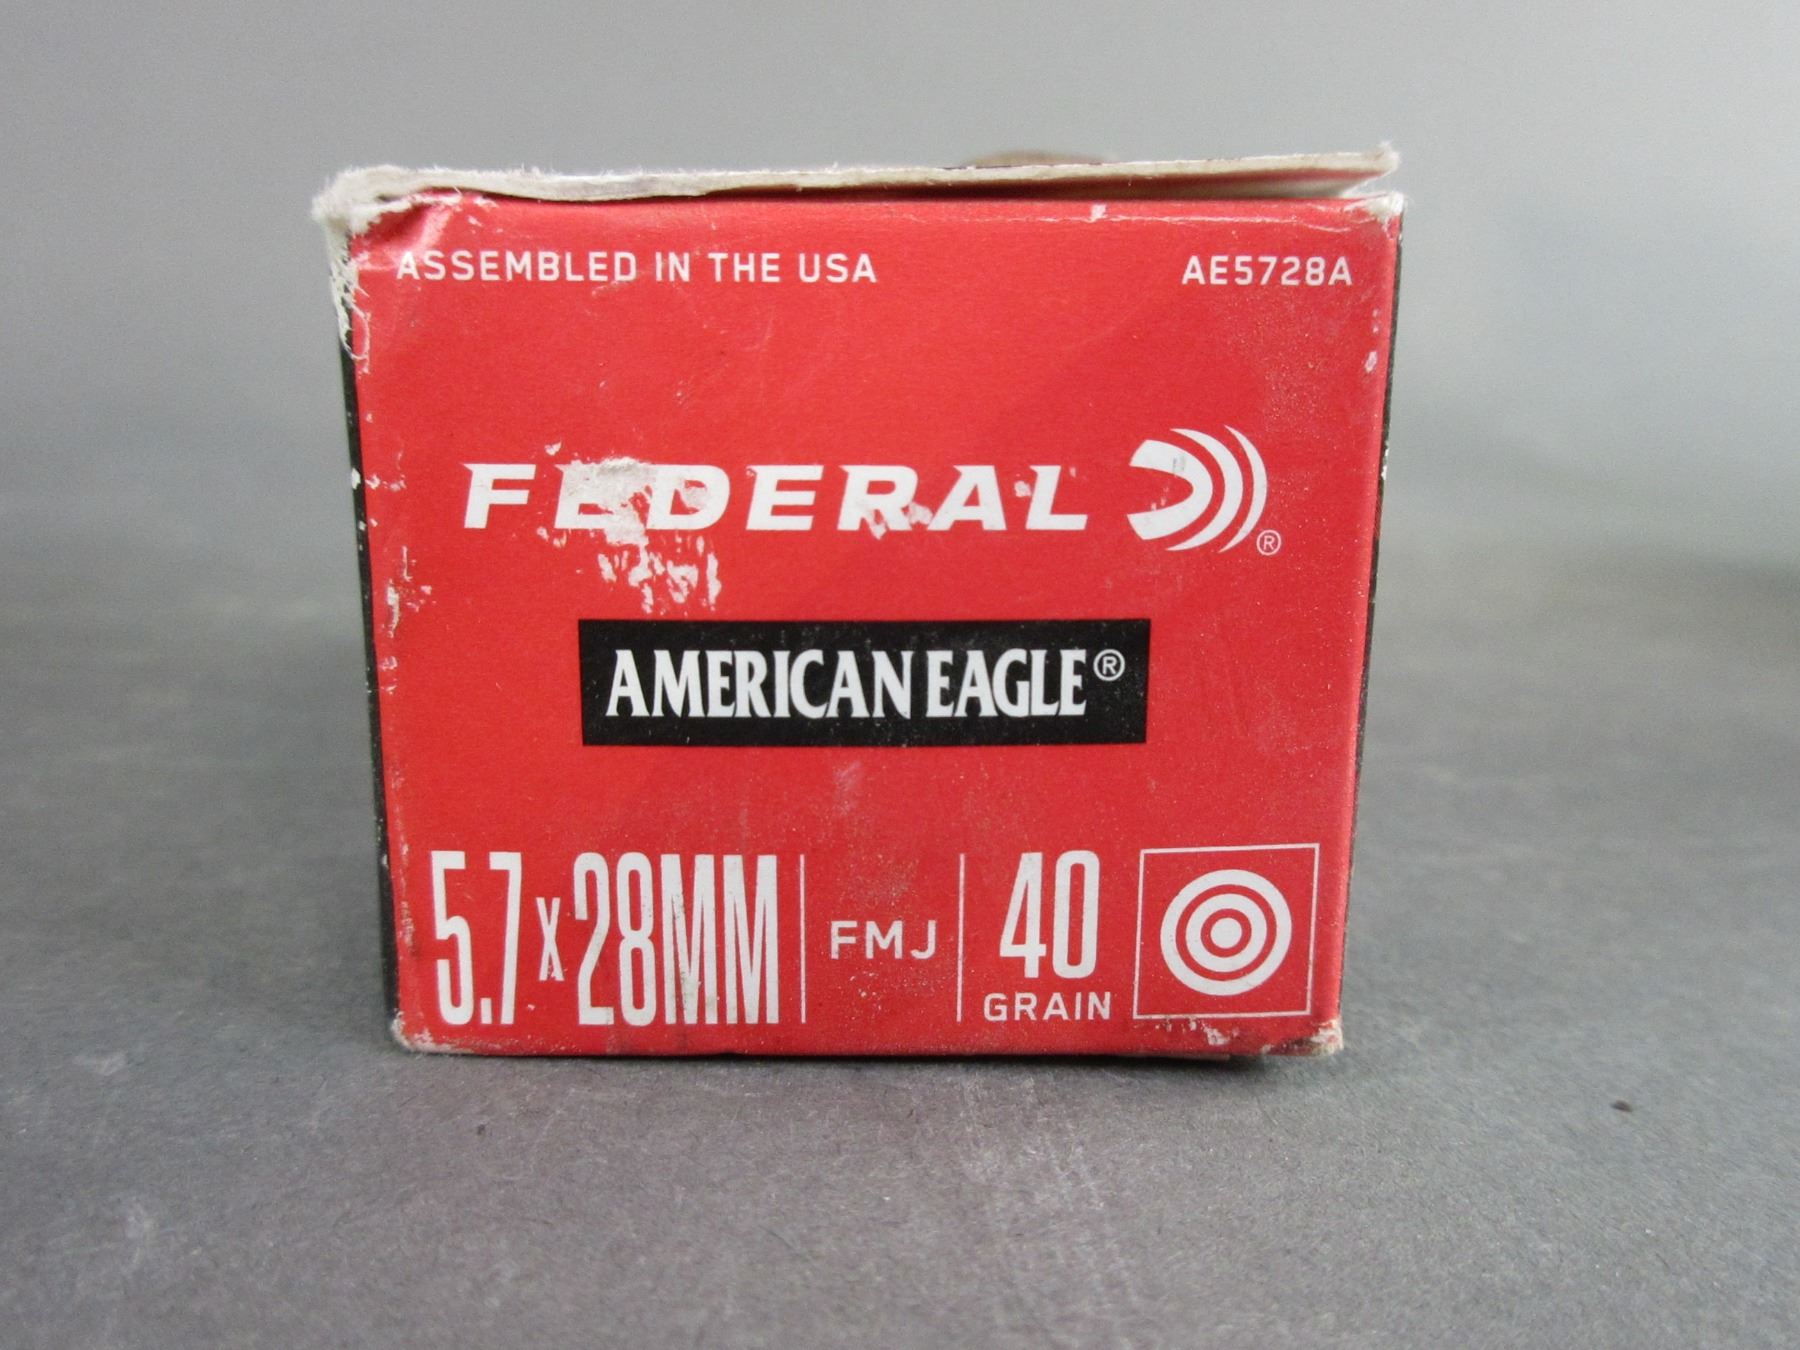 ASSEMBLED IN THE USA AE5728A
FEDERAL ®
AMERICAN EAGLE®
5.7x28MM FMJ 40
GRAIN